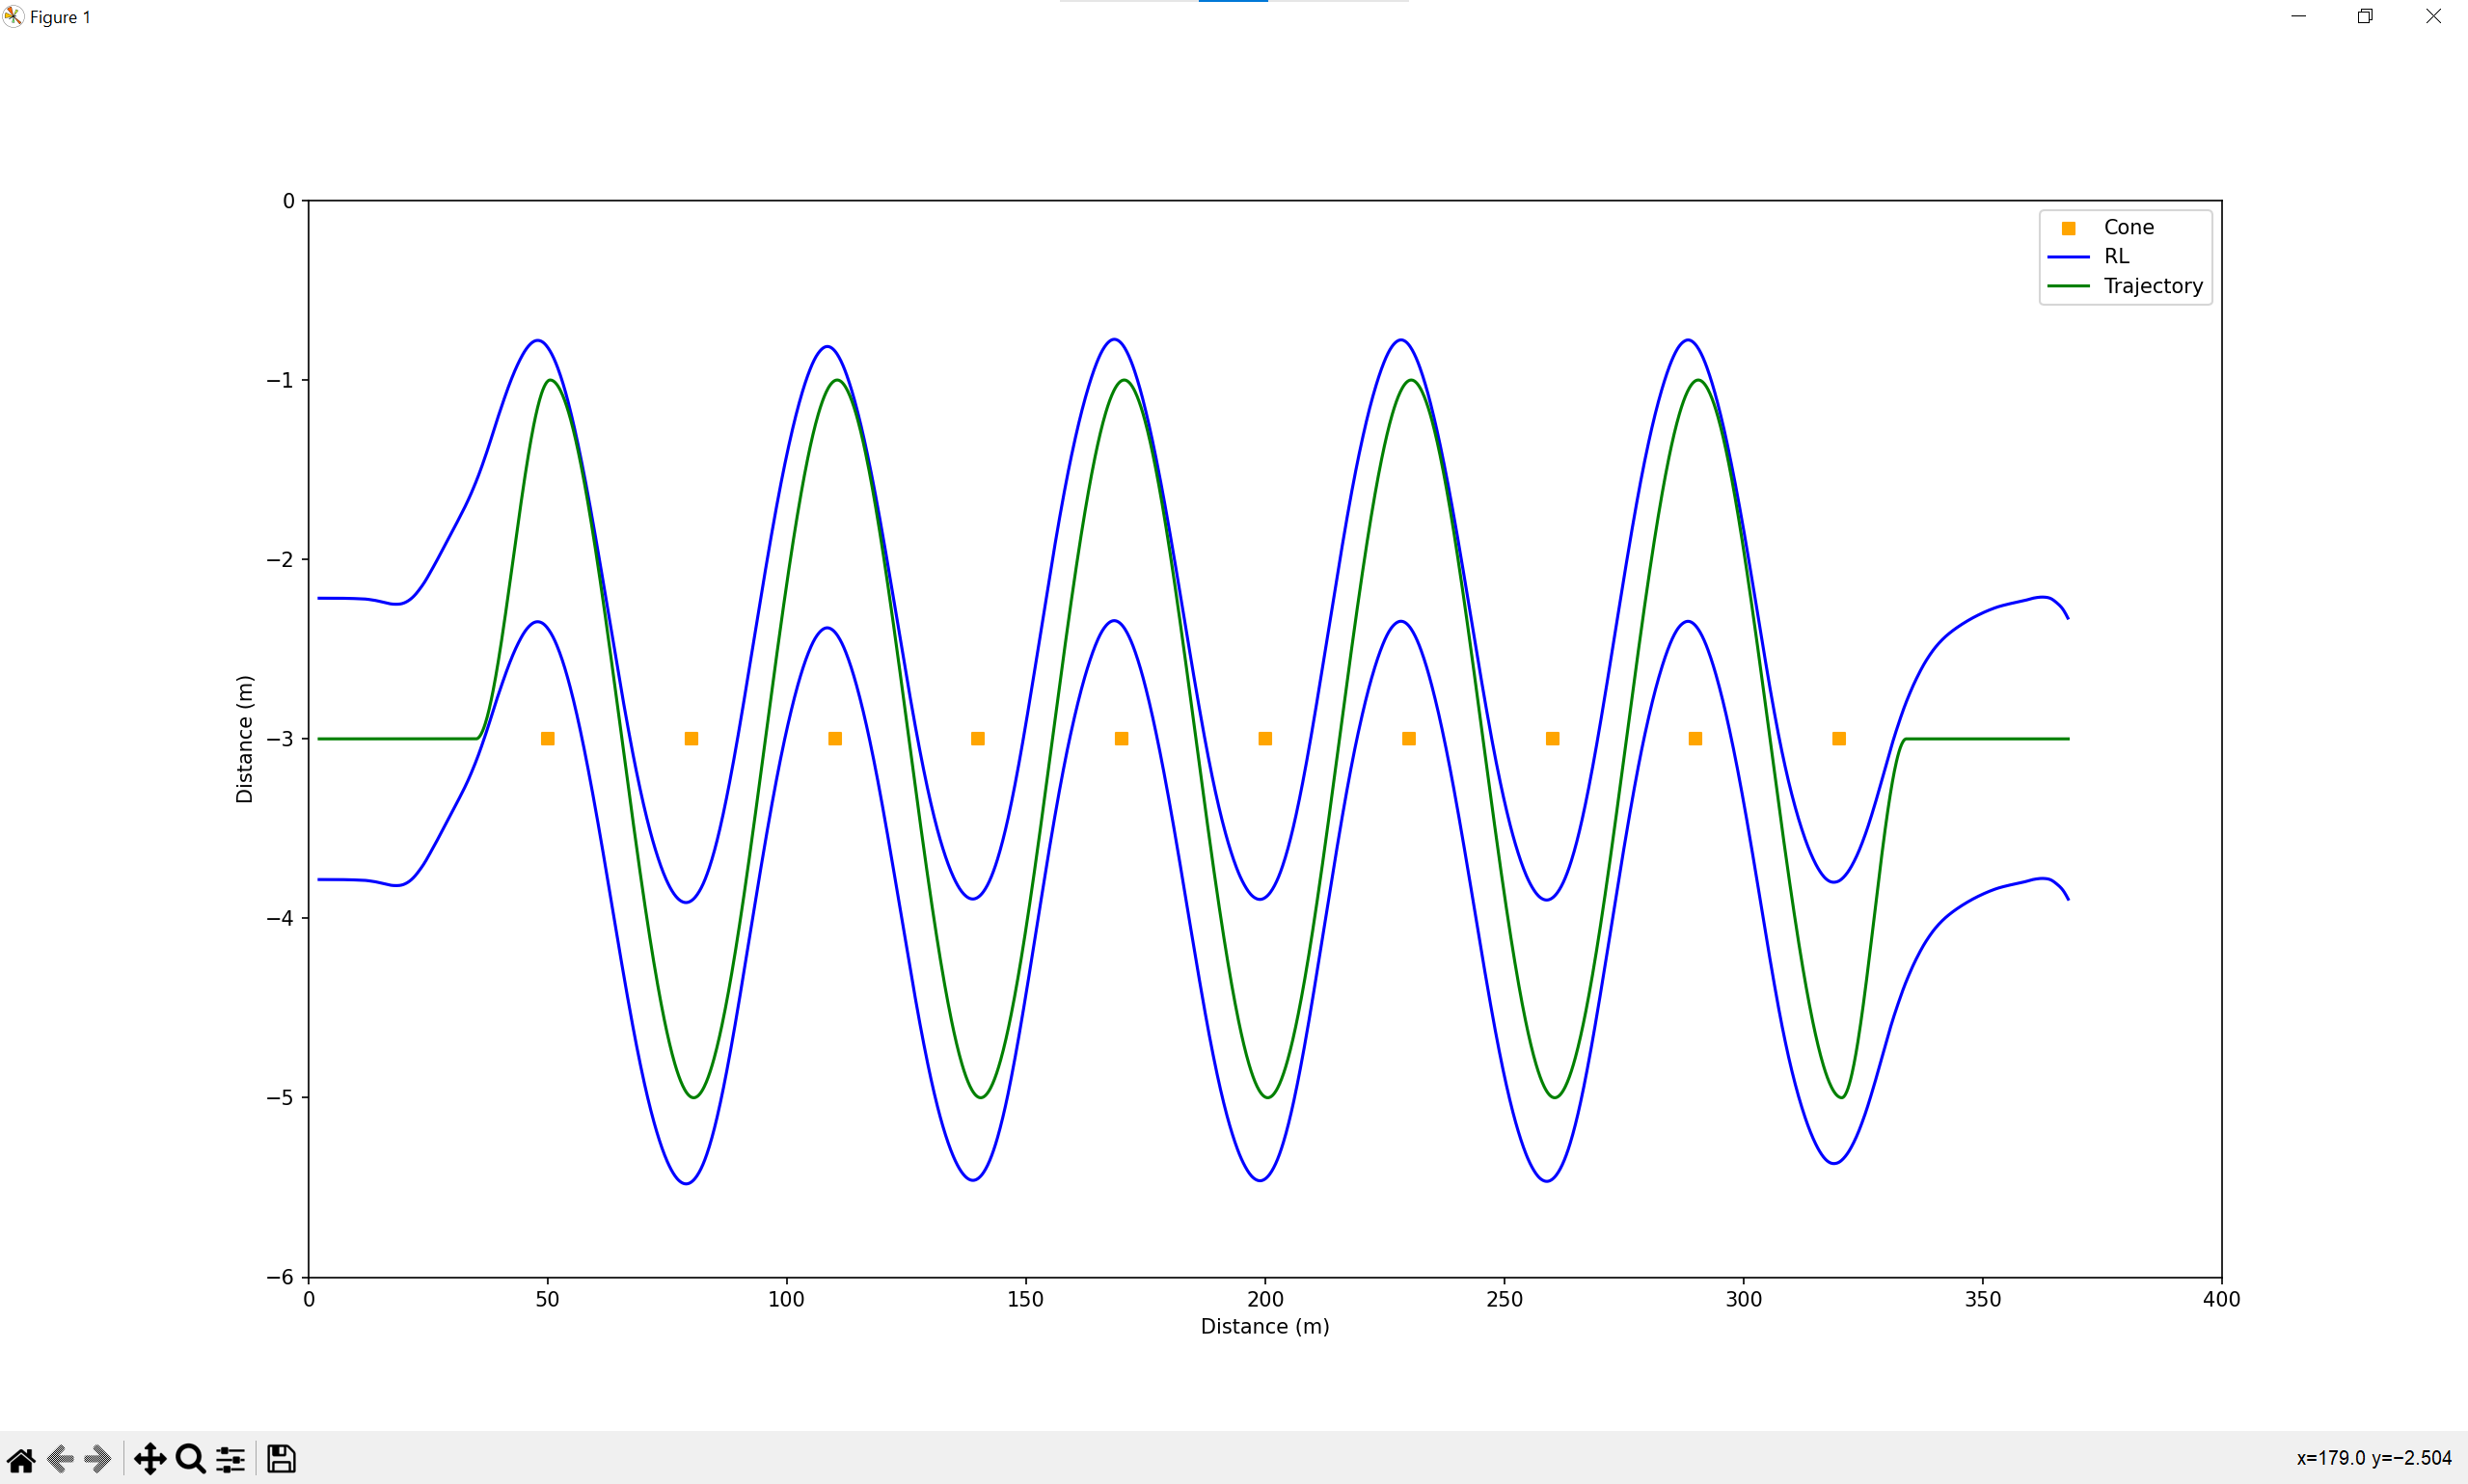 Figure 1
0
−1
−2
−3
−4
−5
−6
Distance (m)
Cone
RL
Trajectory
0 50 100 150 200 250 300 350 400
Distance (m)
x=179.0 y=−2.504